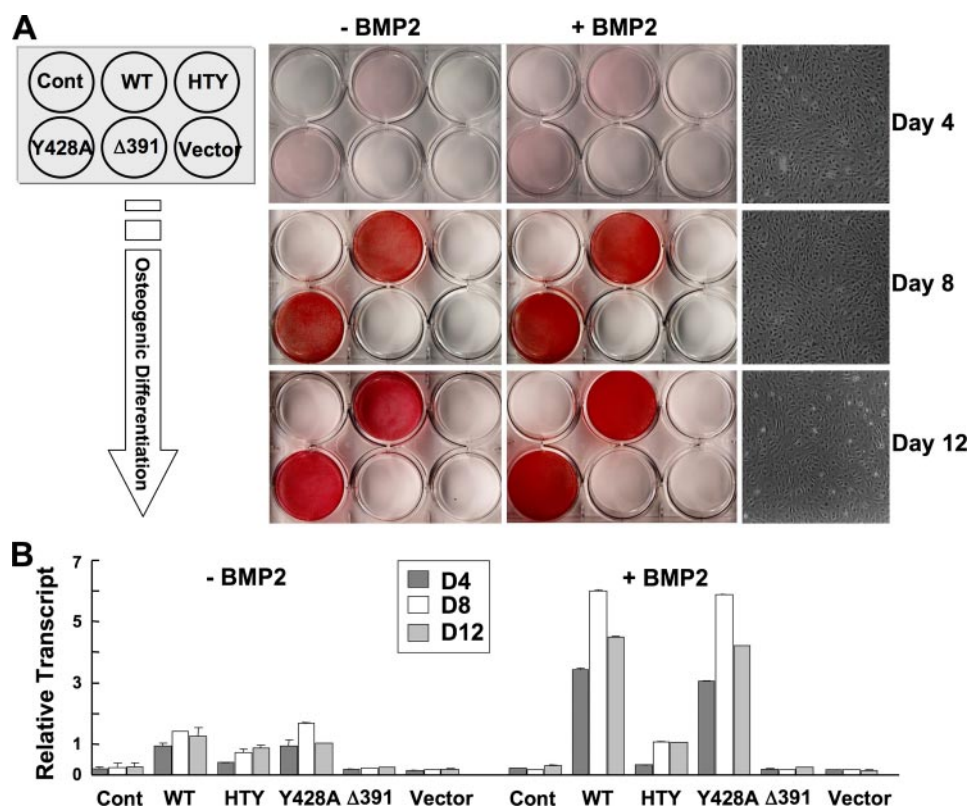 A
- BMP2 + BMP2
Cont WT HTY
Y428A Δ391 Vector
Day 4
Day 8
Day 12
Osteogenic Differentiation
B
- BMP2 + BMP2
D4
D8
D12
Relative Transcript
7
6
3
1
0
Cont WT HTY Y428A Δ391 Vector Cont WT HTY Y428A Δ391 Vector